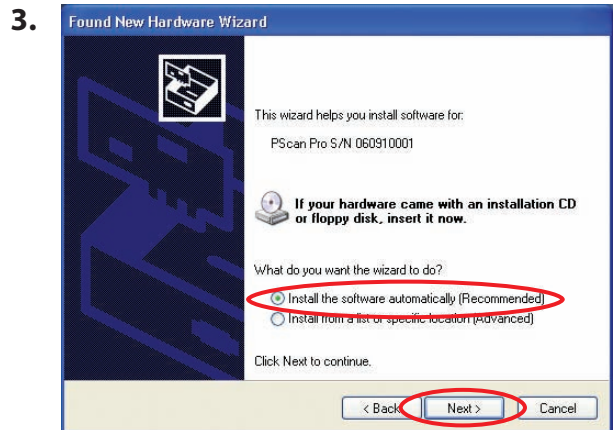 3.
Found New Hardware Wizard
This wizard helps you install software for:
PScan Pro S/N 060910001
If your hardware came with an installation CD
or floppy disk, insert it now.
What do you want the wizard to do?
Install the software automatically (Recommended)
Install from a list or specific location (Advanced)
Click Next to continue.
< Back Next > Cancel